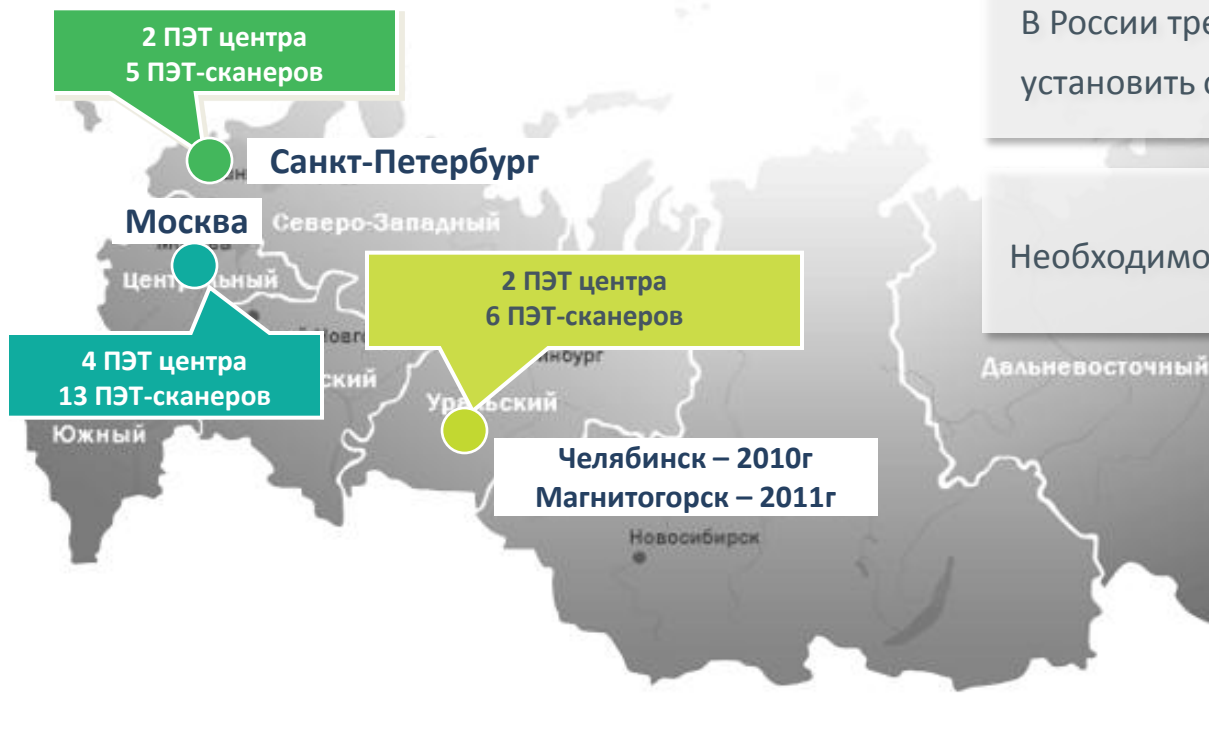 2 ПЭТ центра
5 ПЭТ-сканеров
В России
установить
Санкт-Петербург
Москва
Северо-Западный
Необходимо
2 ПЭТ центра
6 ПЭТ-сканеров
4 ПЭТ центра
13 ПЭТ-сканеров
Дальневосточный
Южный
Челябинск – 2010г
Магнитогорск – 2011г
Новосибирск